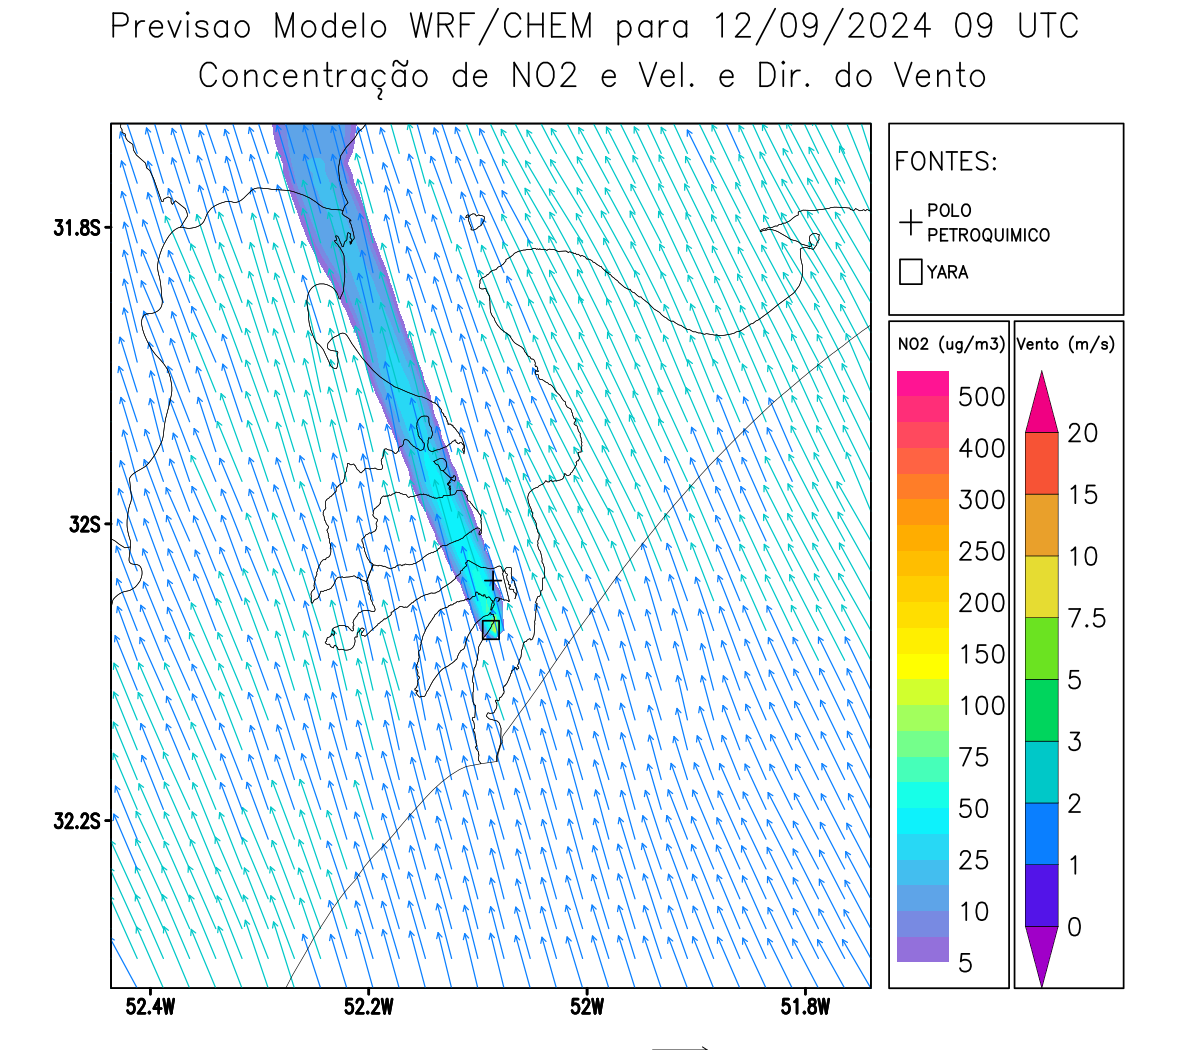 Previsao Modelo WRF/CHEM para 12/09/2024 09 UTC
Concentração de NO2 e Vel. e Dir. do Vento
FONTES:
POLO
PETROQUIMICO
YARA
31.8S
32S
32.2S
52.4W
52.2W
52W
51.8W
NO2 (ug/m3)
500
400
300
250
200
150
100
75
50
25
10
5
Vento (m/s)
20
15
10
7.5
5
3
2
1
0